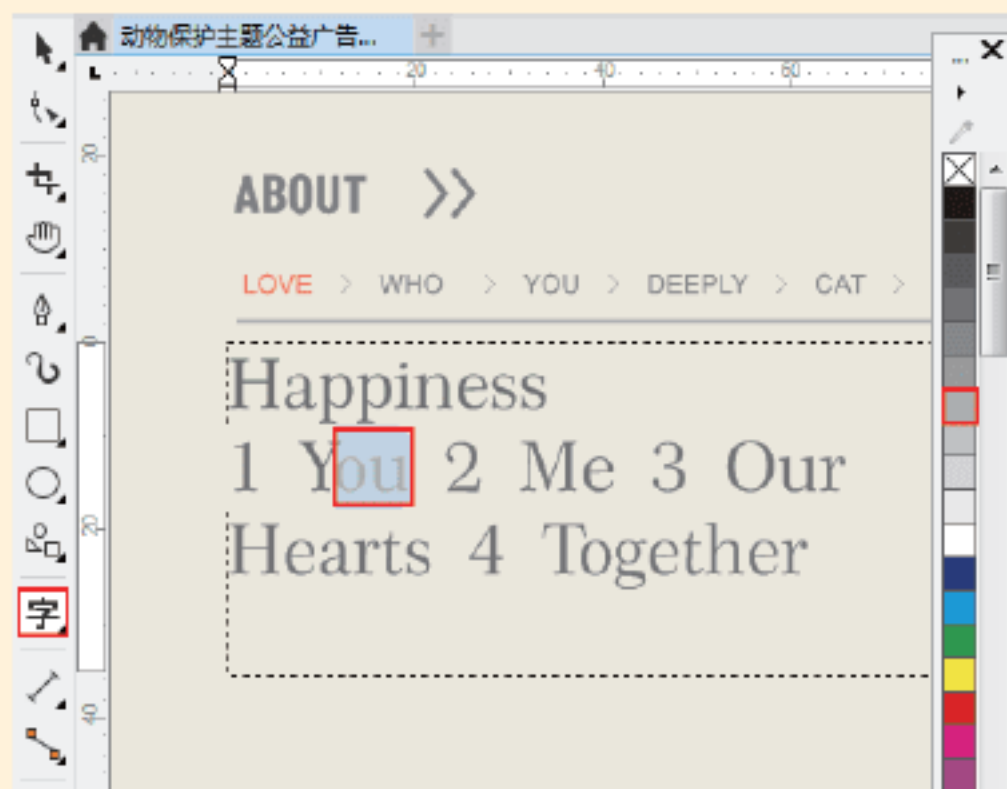 动物保护主题公益广告...
20 40 60
20
ABOUT >>
LOVE > WHO > YOU > DEEPLY > CAT >
0
Happiness
1 You 2 Me 3 Our
20
Hearts 4 Together
字
40